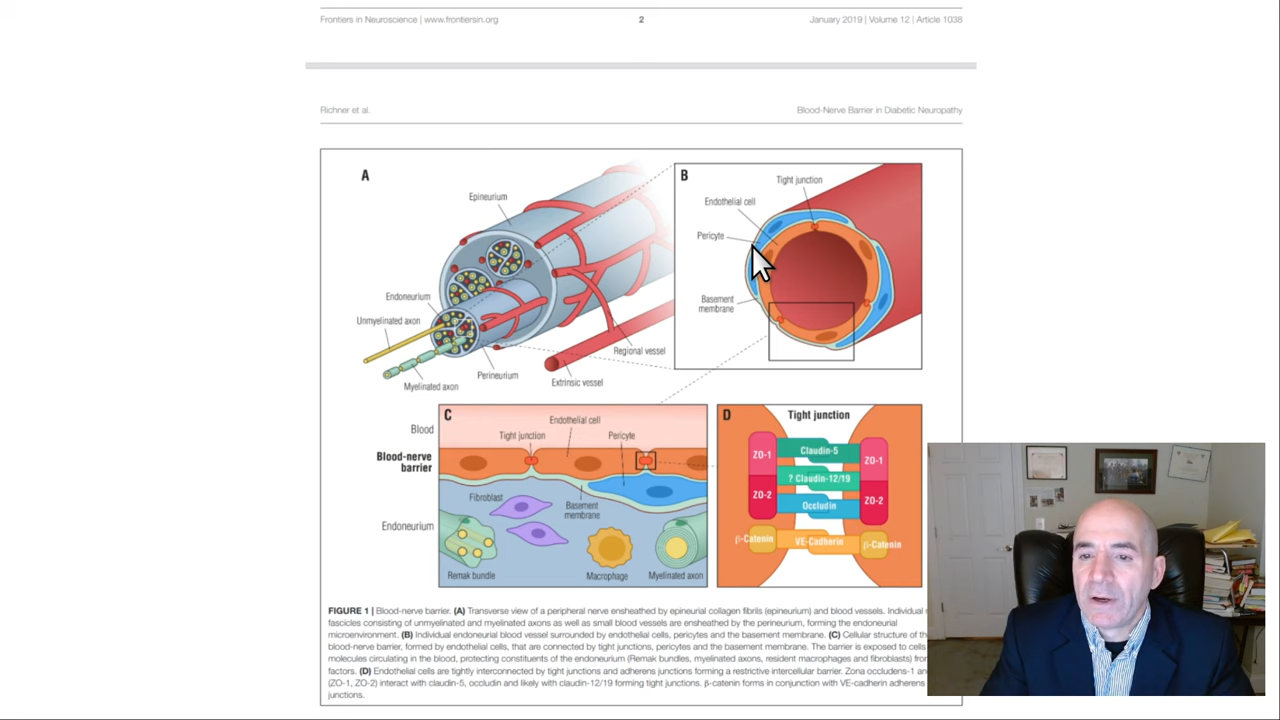 Frontiers in Neuroscience | www.frontiersin.org 2 January 2019 | Volume 12 | Article 1038
Richner et al. Blood-Nerve Barrier in Diabetic Neuropathy
A
Epineurium
Endoneurium
Unmyelinated axon
Myelinated axon
Perineurium
Regional vessel
Extrinsic vessel
B
Tight junction
Endothelial cell
Pericyte
Basement
membrane
C
Blood
Blood-nerve
barrier
Endoneurium
Endothelial cell
Tight junction
Pericyte
Fibroblast
Basement
membrane
Remak bundle
Macrophage
Myelinated axon
D
Tight junction
ZO-1 Claudin-5 ZO-1
? Claudin-12/19
ZO-2 Occludin ZO-2
β-Catenin VE-Cadherin β-Catenin
FIGURE 1 | Blood-nerve barrier. (A) Transverse view of a peripheral nerve ensheathed by epineurial collagen fibrils (epineurium) and blood vessels. Individual
fascicles consisting of unmyelinated and myelinated axons as well as small blood vessels are ensheathed by the perineurium, forming the endoneurial
microenvironment. (B) Individual endoneurial blood vessel surrounded by endothelial cells, pericytes and the basement membrane. (C) Cellular structure of
blood-nerve barrier, formed by endothelial cells, that are connected by tight junctions, pericytes and the basement membrane. The barrier is exposed to cells
molecules circulating in the blood, protecting constituents of the endoneurium (Remak bundles, myelinated axons, resident macrophages and fibroblasts)
factors. (D) Endothelial cells are tightly interconnected by tight junctions and adherens junctions forming a restrictive intercellular barrier. Zona occludens-1
(ZO-1, ZO-2) interact with claudin-5, occludin and likely with claudin-12/19 forming tight junctions. β-catenin forms in conjunction with VE-cadherin adherens
junctions.